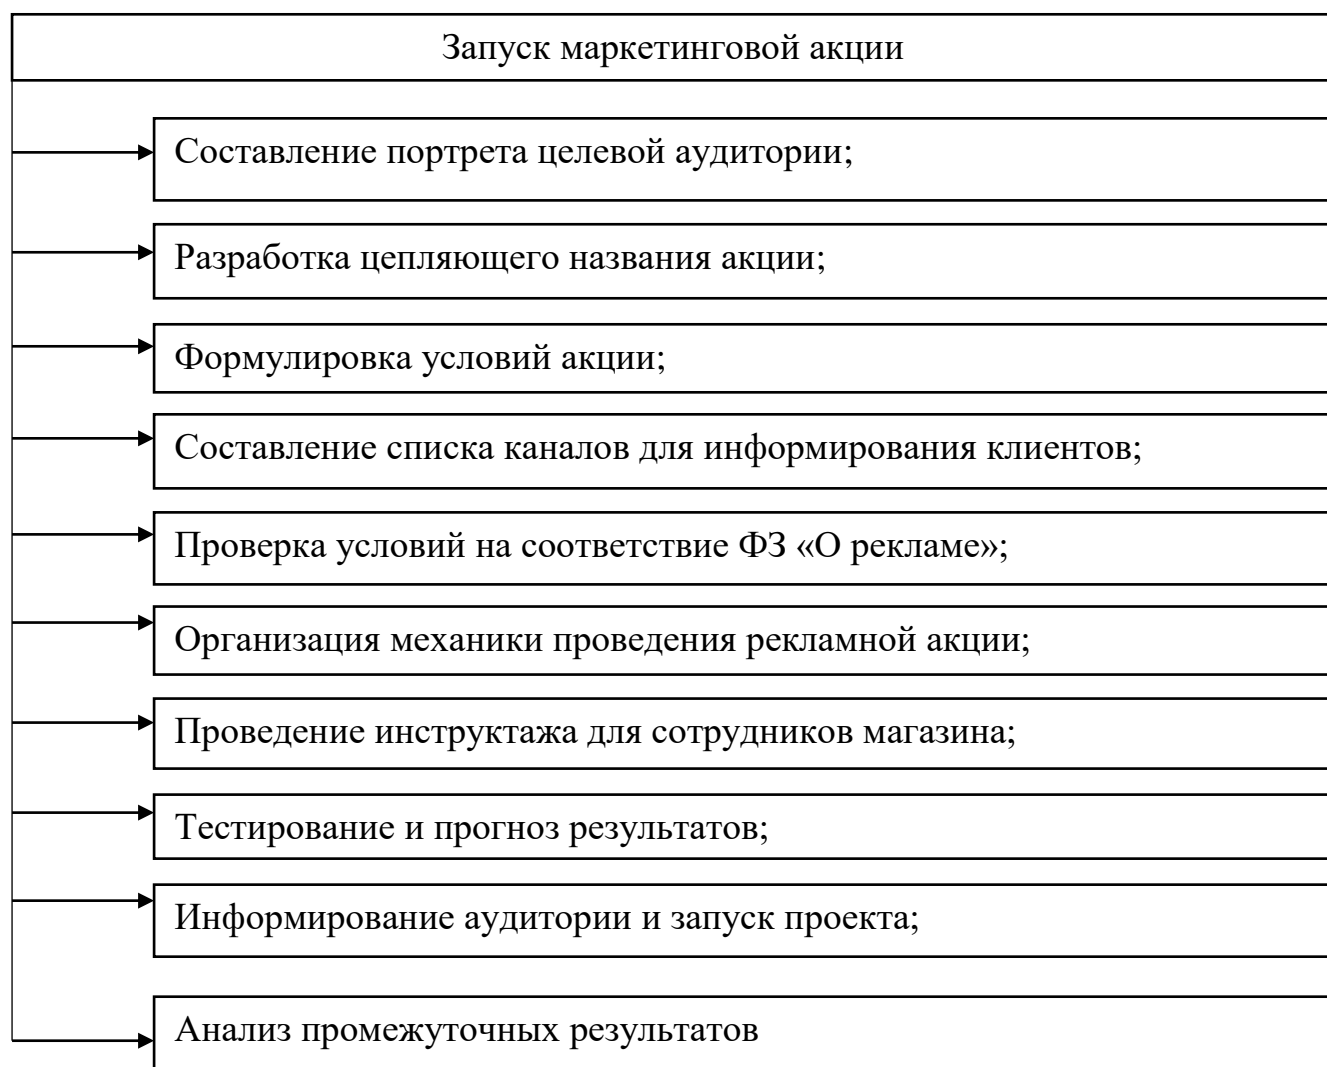 Запуск маркетинговой акции
Составление портрета целевой аудитории;
Разработка цепляющего названия акции;
Формулировка условий акции;
Составление списка каналов для информирования клиентов;
Проверка условий на соответствие ФЗ «О рекламе»;
Организация механики проведения рекламной акции;
Проведение инструктажа для сотрудников магазина;
Тестирование и прогноз результатов;
Информирование аудитории и запуск проекта;
Анализ промежуточных результатов